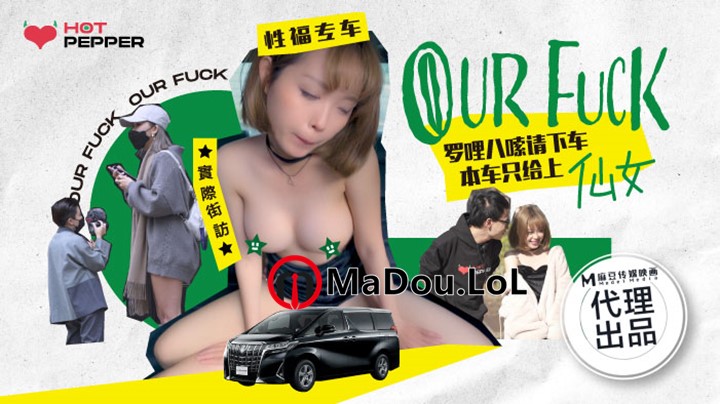 HOT
PEPPER
性福专车
OUR FUCK
罗哩八嗦请下车
本车只给上
仙女
OUR FUCK OUR FUCK
★實際街訪★
MaDou.LoL
麻豆传媒映画
Madou Media
代理
出品